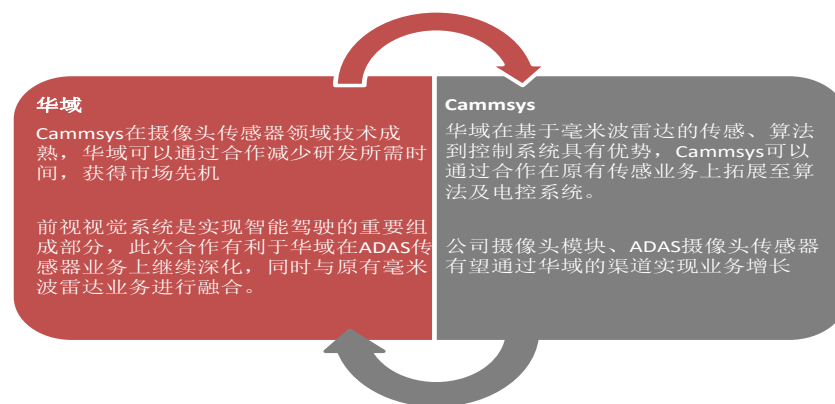 华域
Cammsys在摄像头传感器领域技术成
熟，华域可以通过合作减少研发所需时
间，获得市场先机
前视视觉系统是实现智能驾驶的重要组
成部分，此次合作有利于华域在ADAS传
感器业务上继续深化，同时与原有毫米
波雷达业务进行融合。
Cammsys
华域在基于毫米波雷达的传感、算法
到控制系统具有优势，Cammsys可以
通过合作在原有传感业务上拓展至算
法及电控系统。
公司摄像头模块、ADAS摄像头传感器
有望通过华域的渠道实现业务增长